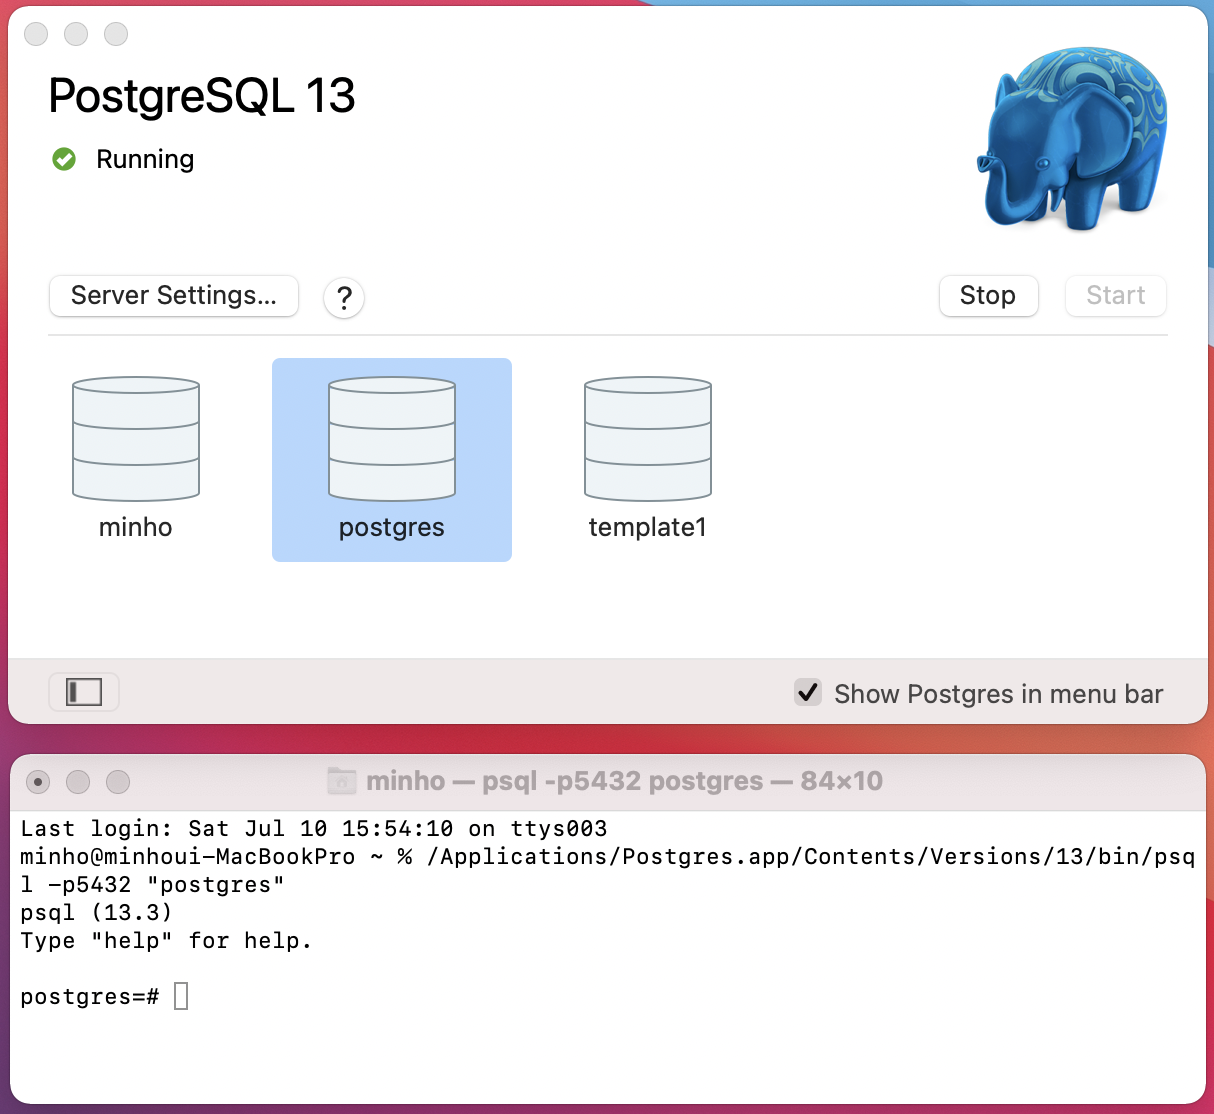 PostgreSQL 13
Running
Server Settings...
?
Stop
Start
minho
postgres
template1
Show Postgres in menu bar
minho — psql -p5432 postgres — 84×10
Last login: Sat Jul 10 15:54:10 on ttys003
minho@minhoui-MacBookPro ~ % /Applications/Postgres.app/Contents/Versions/13/bin/psq
l -p5432 "postgres"
psql (13.3)
Type "help" for help.
postgres=#